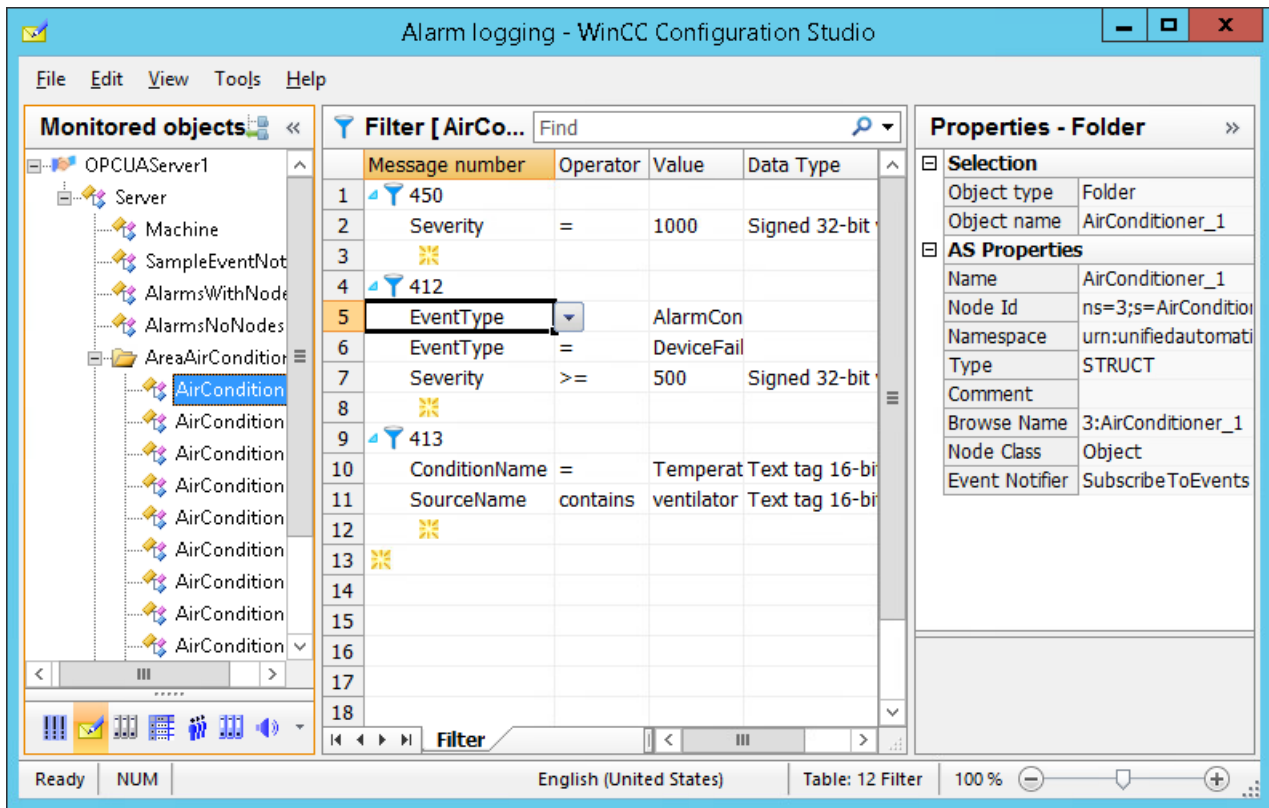 Alarm logging - WinCC Configuration Studio
File Edit View Tools Help
Monitored objects «
OPCUAServer1
Server
Machine
SampleEventNot
AlarmsWithNode
AlarmsNoNodes
AreaAirCondition
AirCondition
AirCondition
AirCondition
AirCondition
AirCondition
AirCondition
AirCondition
AirCondition
AirCondition
Filter [ AirCo... Find
Message number Operator Value Data Type
1 450
2 Severity = 1000 Signed 32-bit v
3
4 412
5 EventType AlarmCon
6 EventType = DeviceFail
7 Severity >= 500 Signed 32-bit v
8
9 413
10 ConditionName = Temperat Text tag 16-bit
11 SourceName contains ventilator Text tag 16-bit
12
13
14
15
16
17
18
Filter
Properties - Folder »
Selection
Object type Folder
Object name AirConditioner_1
AS Properties
Name AirConditioner_1
Node Id ns=3;s=AirCondition
Namespace urn:unifiedautomati
Type STRUCT
Comment
Browse Name 3:AirConditioner_1
Node Class Object
Event Notifier SubscribeToEvents
Ready NUM English (United States) Table: 12 Filter 100 %